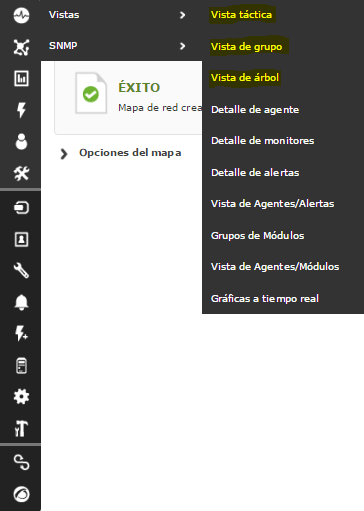 Vistas
SNMP
Vista táctica
Vista de grupo
Vista de árbol
Detalle de agente
Detalle de monitores
Detalle de alertas
Vista de Agentes/Alertas
Grupos de Módulos
Vista de Agentes/Módulos
Gráficas a tiempo real
ÉXITO
Mapa de red crea
Opciones del mapa